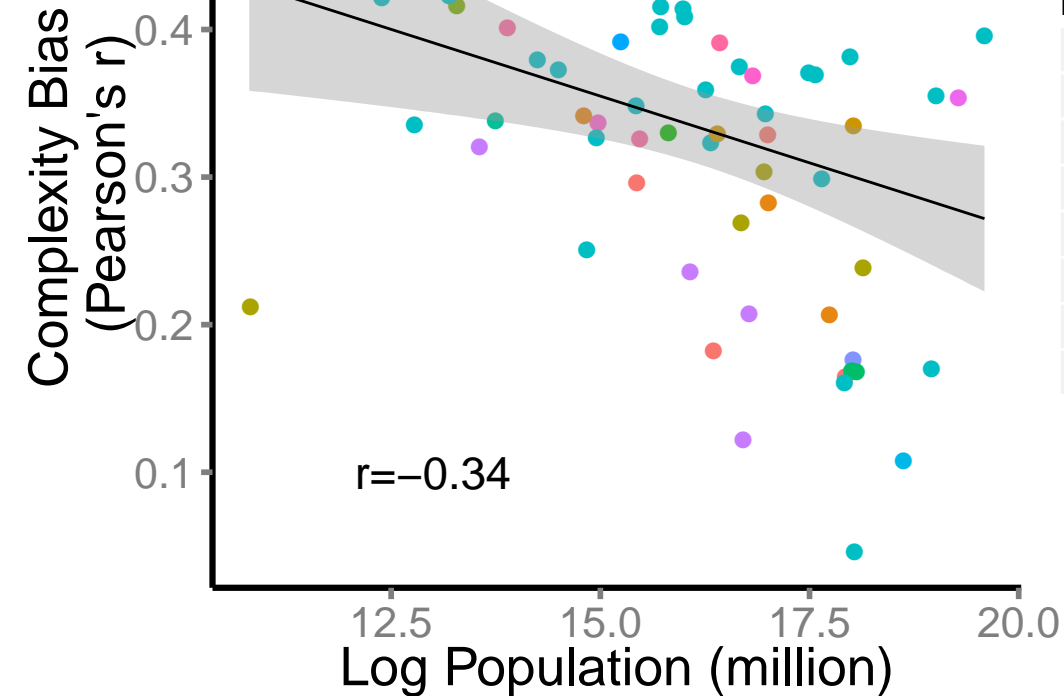 Complexity Bias
(Pearson's r)
0.4
0.3
0.2
0.1
r=−0.34
12.5 15.0 17.5 20.0
Log Population (million)